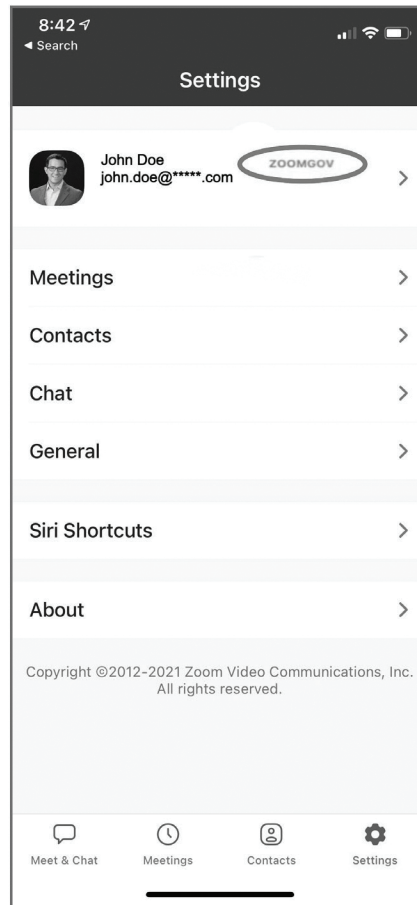 8:42
◀ Search
Settings
John Doe
ZOOMGOV
john.doe@*****.com
Meetings
Contacts
Chat
General
Siri Shortcuts
About
Copyright ©2012-2021 Zoom Video Communications, Inc.
All rights reserved.
Meet & Chat Meetings Contacts Settings